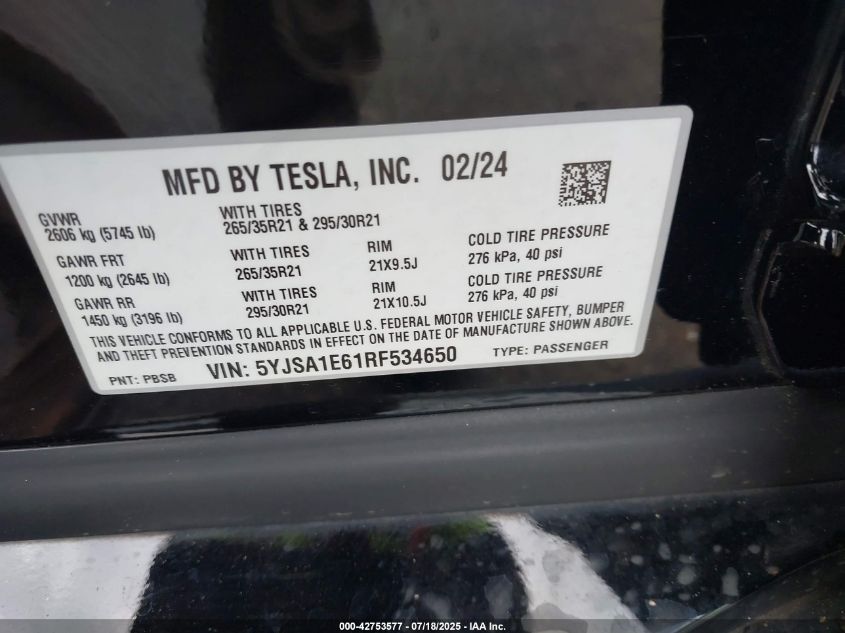 MFD BY TESLA, INC. 02/24
GVWR
2606 kg (5745 lb)
WITH TIRES
265/35R21 & 295/30R21
GAWR FRT
1200 kg (2645 lb)
WITH TIRES
265/35R21
RIM
21X9.5J
COLD TIRE PRESSURE
276 kPa, 40 psi
GAWR RR
1450 kg (3196 lb)
WITH TIRES
295/30R21
RIM
21X10.5J
COLD TIRE PRESSURE
276 kPa, 40 psi
THIS VEHICLE CONFORMS TO ALL APPLICABLE U.S. FEDERAL MOTOR VEHICLE SAFETY, BUMPER
AND THEFT PREVENTION STANDARDS IN EFFECT ON THE DATE OF MANUFACTURE SHOWN ABOVE.
PNT: PBSB VIN: 5YJSA1E61RF534650 TYPE: PASSENGER
000-42753577 - 07/18/2025 - IAA Inc.